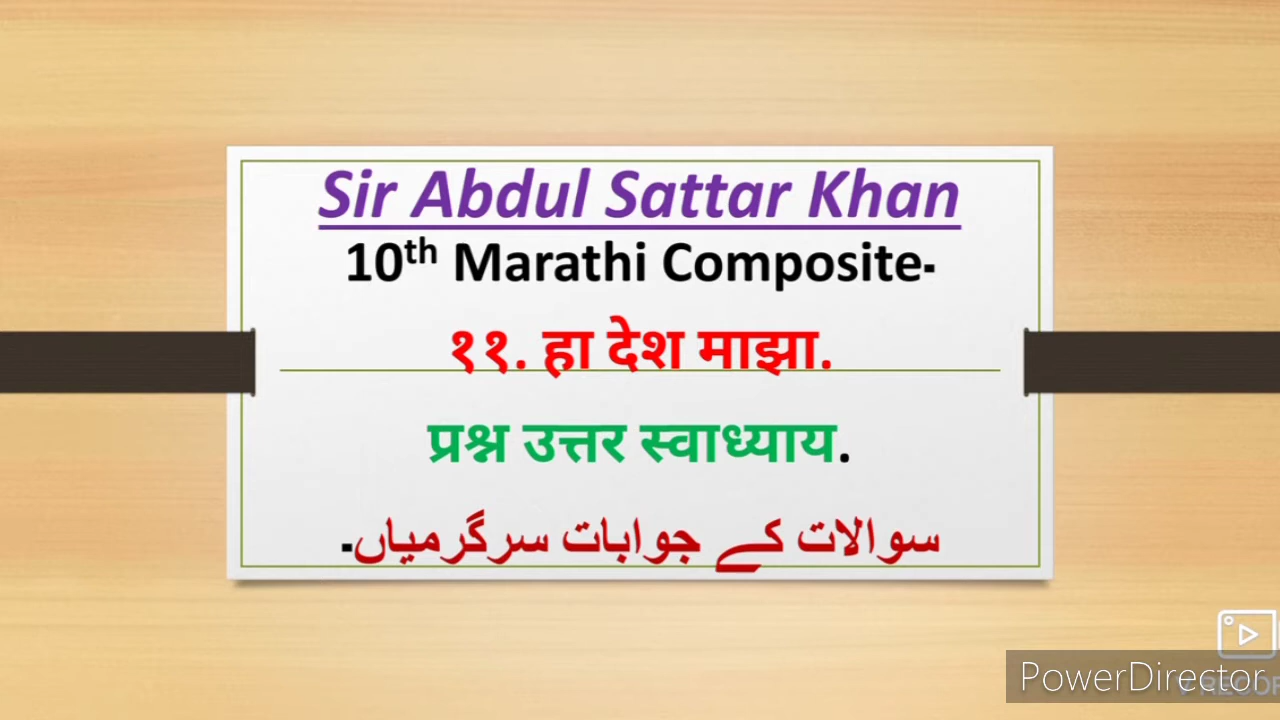 Sir Abdul Sattar Khan
10th Marathi Composite-
११. हा देश माझा.
प्रश्न उत्तर स्वाध्याय.
سوالات کے جوابات سرگرمیاں۔
PowerDirector